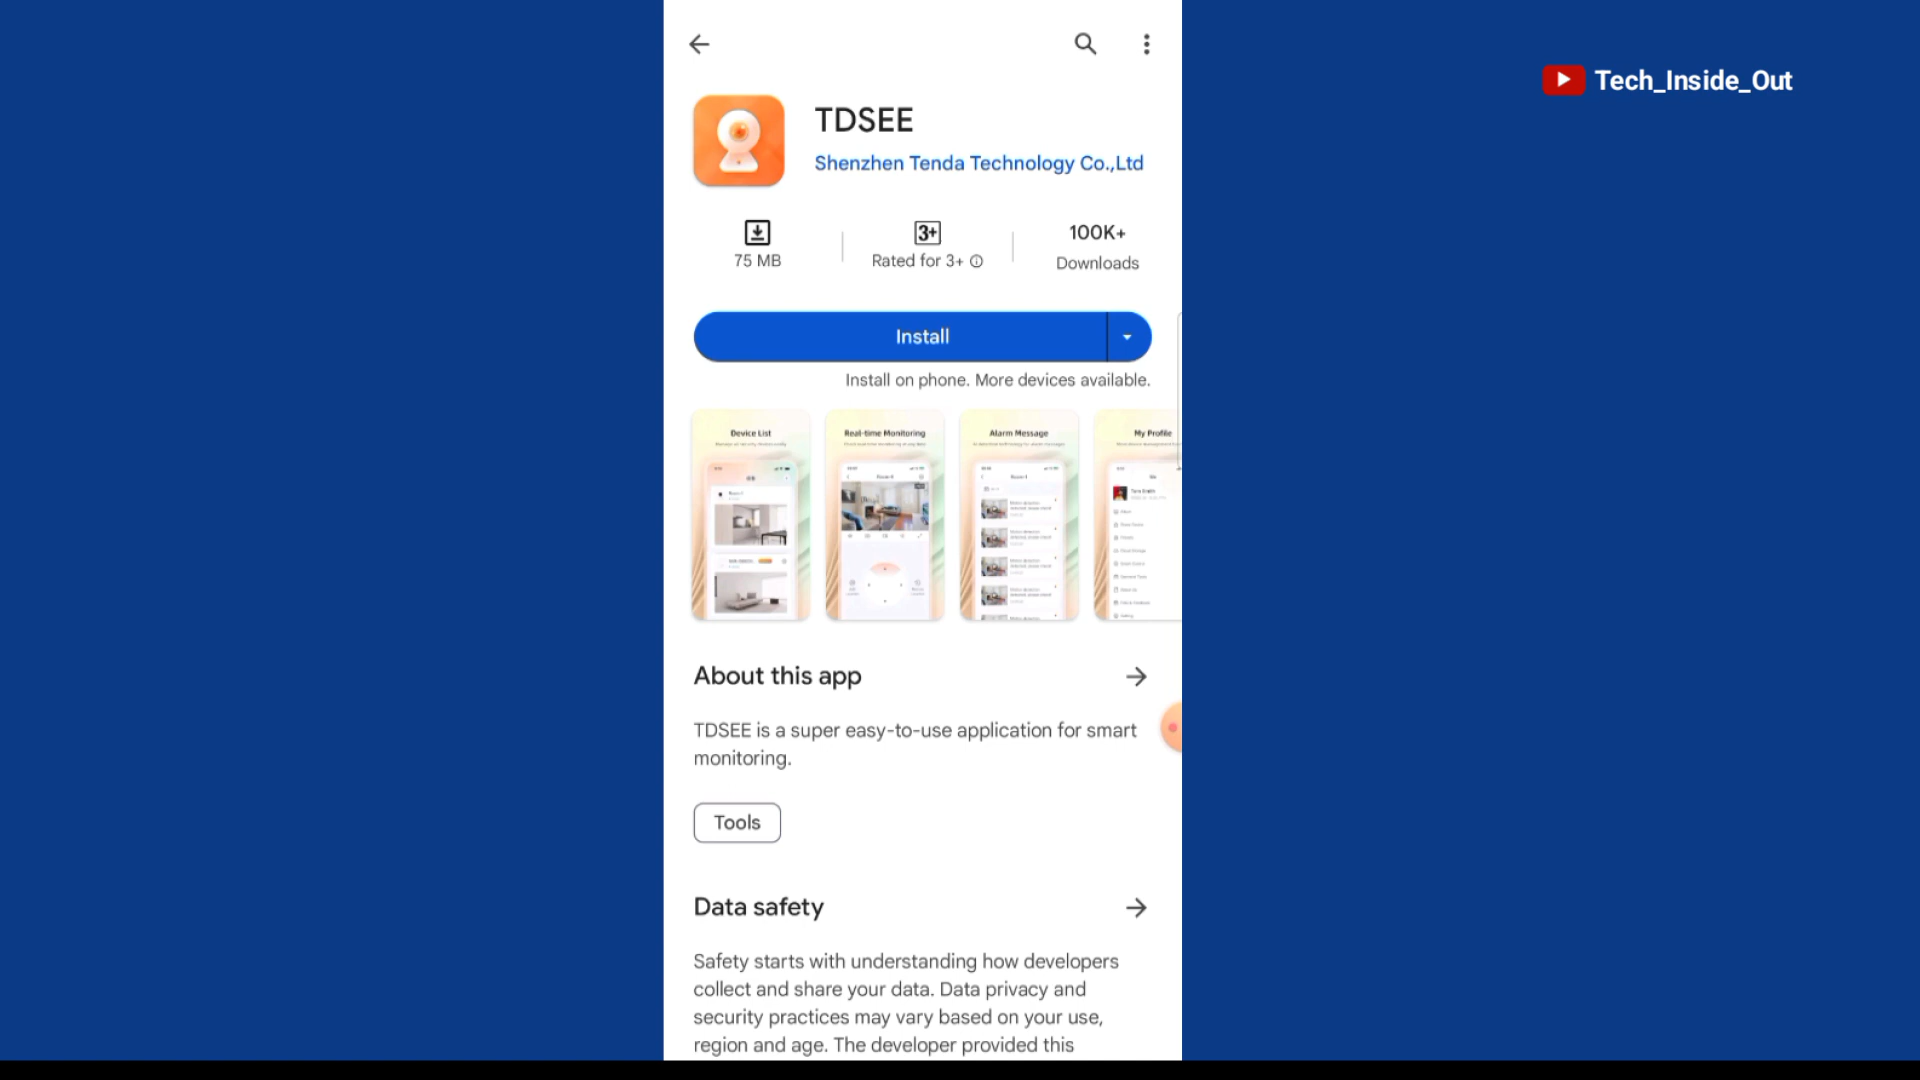 Tech_Inside_Out
TDSEE
Shenzhen Tenda Technology Co.,Ltd
3+
100K+
75 MB
Rated for 3+
Downloads
Install
Install on phone. More devices available.
Device List
Real-time Monitoring
Alarm Message
My Profile
About this app
TDSEE is a super easy-to-use application for smart
monitoring.
Tools
Data safety
Safety starts with understanding how developers
collect and share your data. Data privacy and
security practices may vary based on your use,
region and age. The developer provided this